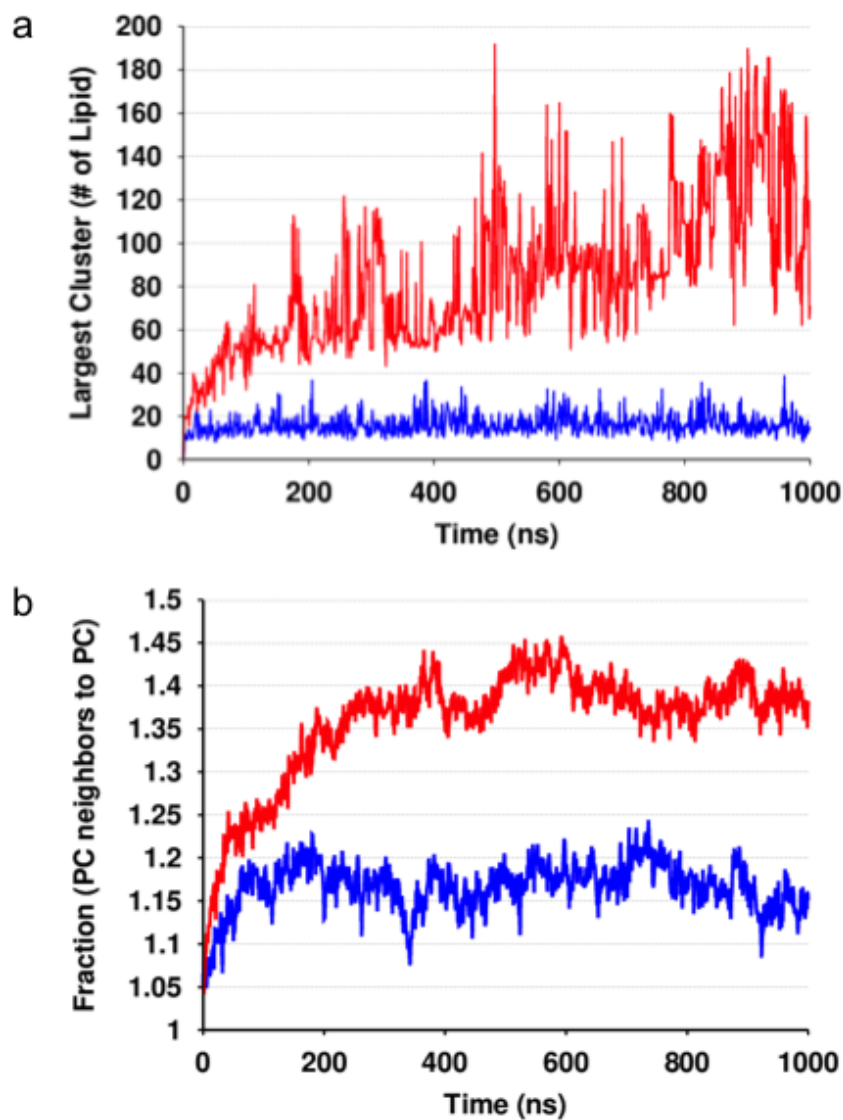 a
200
180
160
140
120
100
80
60
40
20
0
Largest Cluster (# of Lipid)
0 200 400 600 800 1000
Time (ns)
b
1.5
1.45
1.4
1.35
1.3
1.25
1.2
1.15
1.1
1.05
1
Fraction (PC neighbors to PC)
0 200 400 600 800 1000
Time (ns)